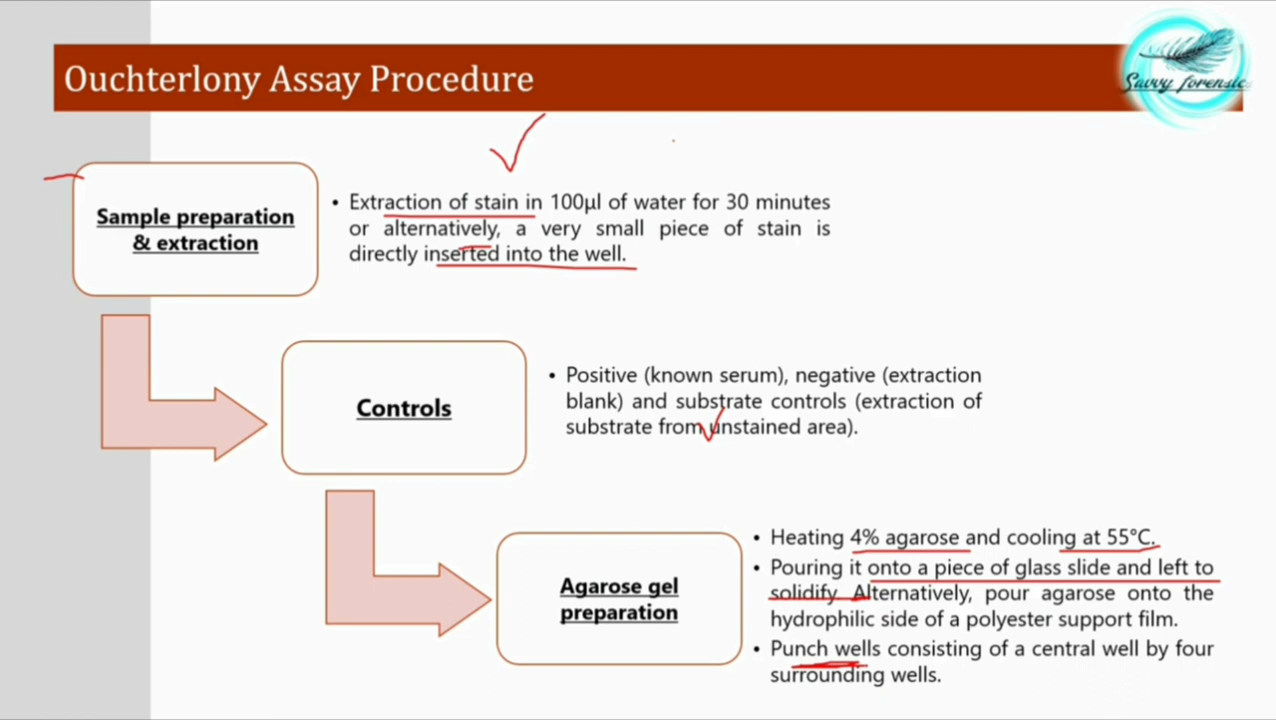 Ouchterlony Assay Procedure
Savvy forensics
Sample preparation
& extraction
• Extraction of stain in 100µl of water for 30 minutes
or alternatively, a very small piece of stain is
directly inserted into the well.
Controls
• Positive (known serum), negative (extraction
blank) and substrate controls (extraction of
substrate from unstained area).
Agarose gel
preparation
• Heating 4% agarose and cooling at 55°C.
• Pouring it onto a piece of glass slide and left to
solidify. Alternatively, pour agarose onto the
hydrophilic side of a polyester support film.
• Punch wells consisting of a central well by four
surrounding wells.